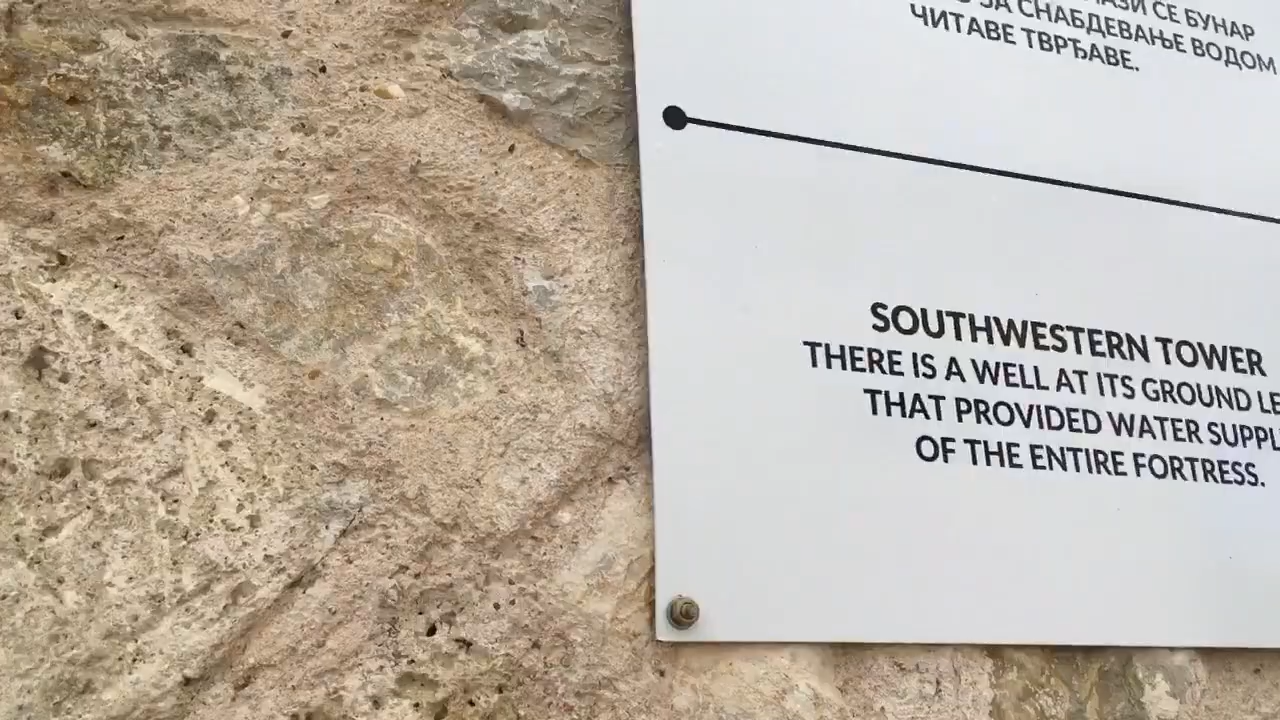 СЕ БУНАР
ЗА СНАБДЕВАЊЕ ВОДОМ
ЧИТАВЕ ТВРЂАВЕ.
SOUTHWESTERN TOWER
THERE IS A WELL AT ITS GROUND LE
THAT PROVIDED WATER SUPPL
OF THE ENTIRE FORTRESS.